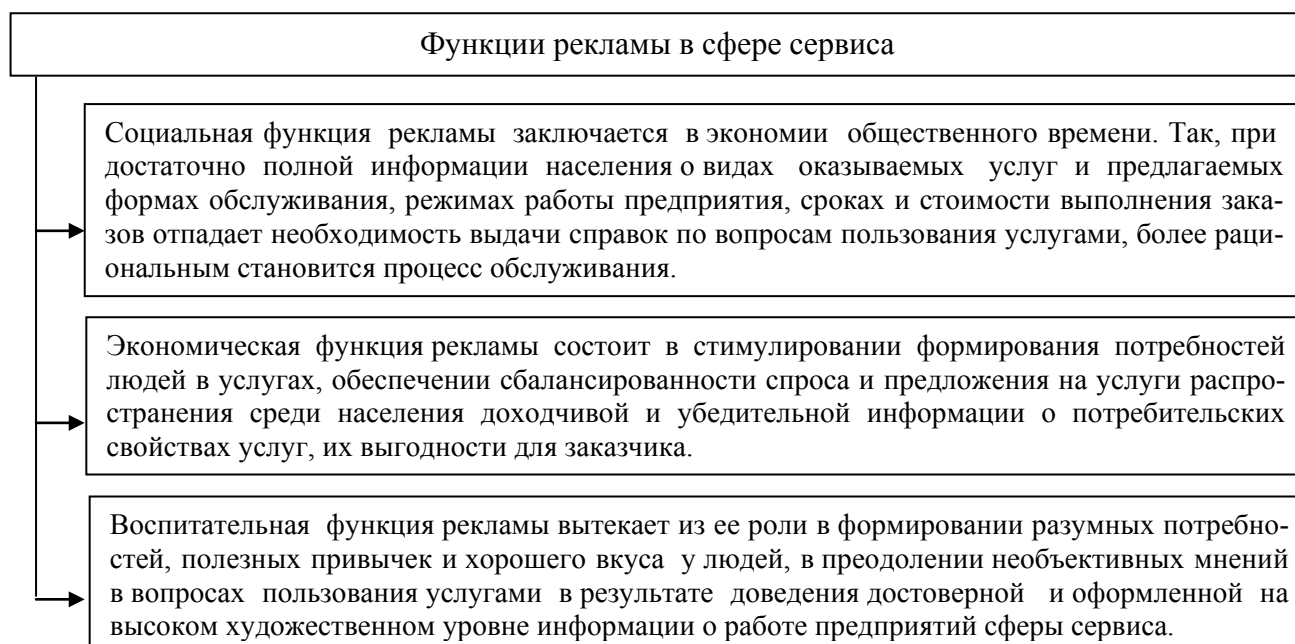 Функции рекламы в сфере сервиса
Социальная функция рекламы заключается в экономии общественного времени. Так, при
достаточно полной информации населения о видах оказываемых услуг и предлагаемых
формах обслуживания, режимах работы предприятия, сроках и стоимости выполнения зака-
зов отпадает необходимость выдачи справок по вопросам пользования услугами, более раци-
ональным становится процесс обслуживания.
Экономическая функция рекламы состоит в стимулировании формирования потребностей
людей в услугах, обеспечении сбалансированности спроса и предложения на услуги распро-
странения среди населения доходчивой и убедительной информации о потребительских
свойствах услуг, их выгодности для заказчика.
Воспитательная функция рекламы вытекает из ее роли в формировании разумных потребно-
стей, полезных привычек и хорошего вкуса у людей, в преодолении необъективных мнений
в вопросах пользования услугами в результате доведения достоверной и оформленной на
высоком художественном уровне информации о работе предприятий сферы сервиса.